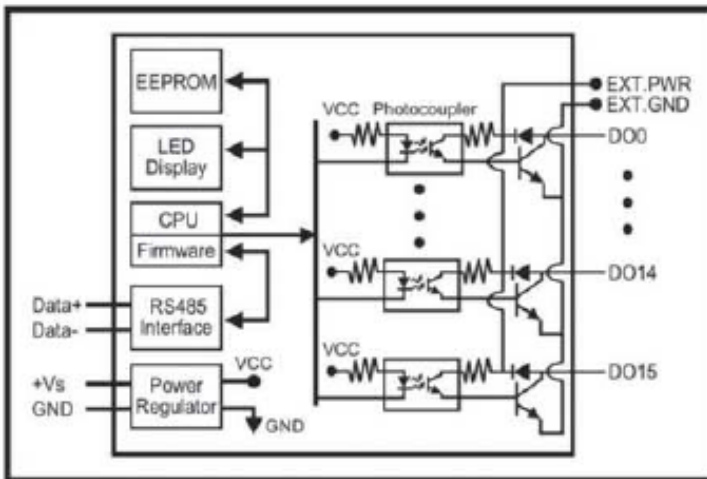 EEPROM
LED
Display
CPU
Firmware
RS485
Interface
Data+
Data-
Power
Regulator
+Vs
GND
VCC
GND
VCC
Photocoupler
VCC
VCC
EXT.PWR
EXT.GND
DO0
DO14
DO15